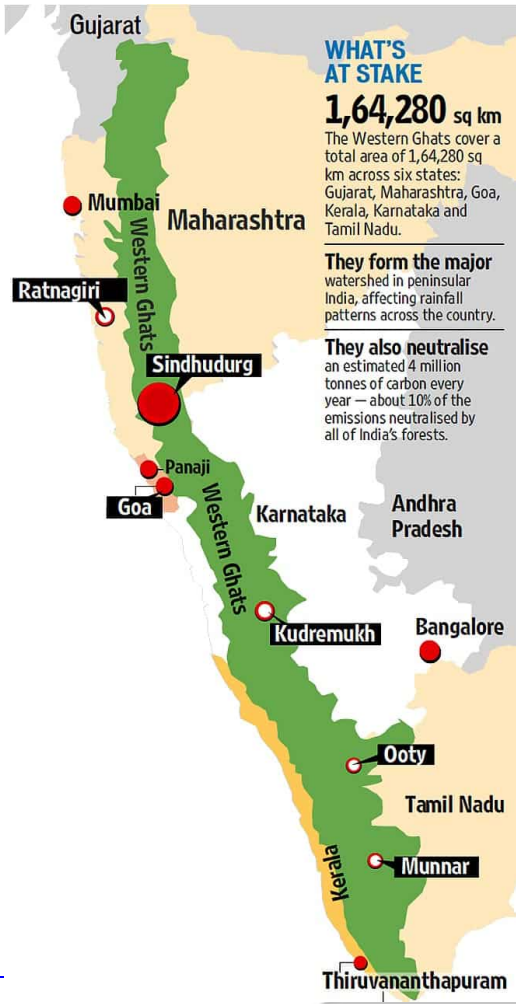 Gujarat
WHAT'S
AT STAKE
1,64,280 sq km
The Western Ghats cover a
total area of 1,64,280 sq
km across six states:
Gujarat, Maharashtra, Goa,
Kerala, Karnataka and
Tamil Nadu.
They form the major
watershed in peninsular
India, affecting rainfall
patterns across the country.
They also neutralise
an estimated 4 million
tonnes of carbon every
year — about 10% of the
emissions neutralised by
all of India's forests.
Mumbai
Maharashtra
Western Ghats
Ratnagiri
Sindhudurg
Panaji
Goa
Western Ghats
Karnataka
Andhra
Pradesh
Kudremukh
Bangalore
Ooty
Tamil Nadu
Kerala
Munnar
Thiruvananthapuram